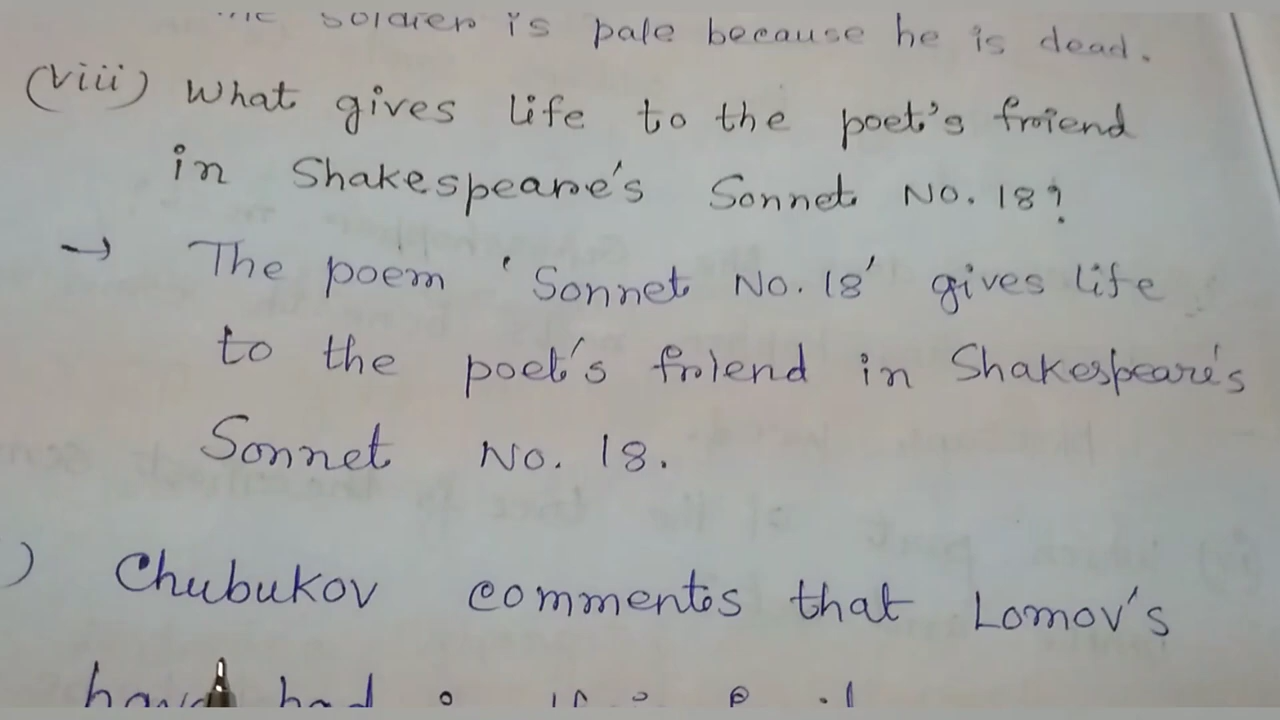 the soldier is pale because he is dead.
(viii) What gives life to the poet's friend
in Shakespeare's Sonnet No. 18?
→ The poem 'Sonnet No. 18' gives life
to the poet's friend in Shakespeare's
Sonnet No. 18.
) Chubukov comments that Lomov's
had